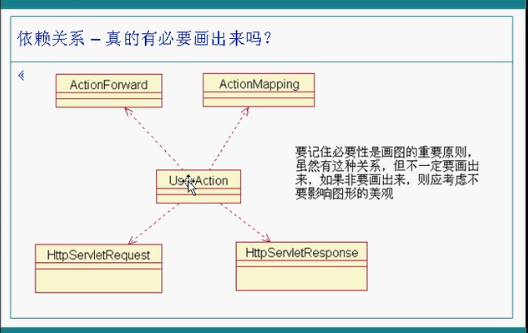 依赖关系 – 真的有必要画出来吗？
ActionForward
ActionMapping
要记住必要性是画图的重要原则，
虽然有这种关系，但不一定要画出
来，如果非要画出来，则应考虑不
要影响图形的美观
UserAction
HttpServletRequest
HttpServletResponse